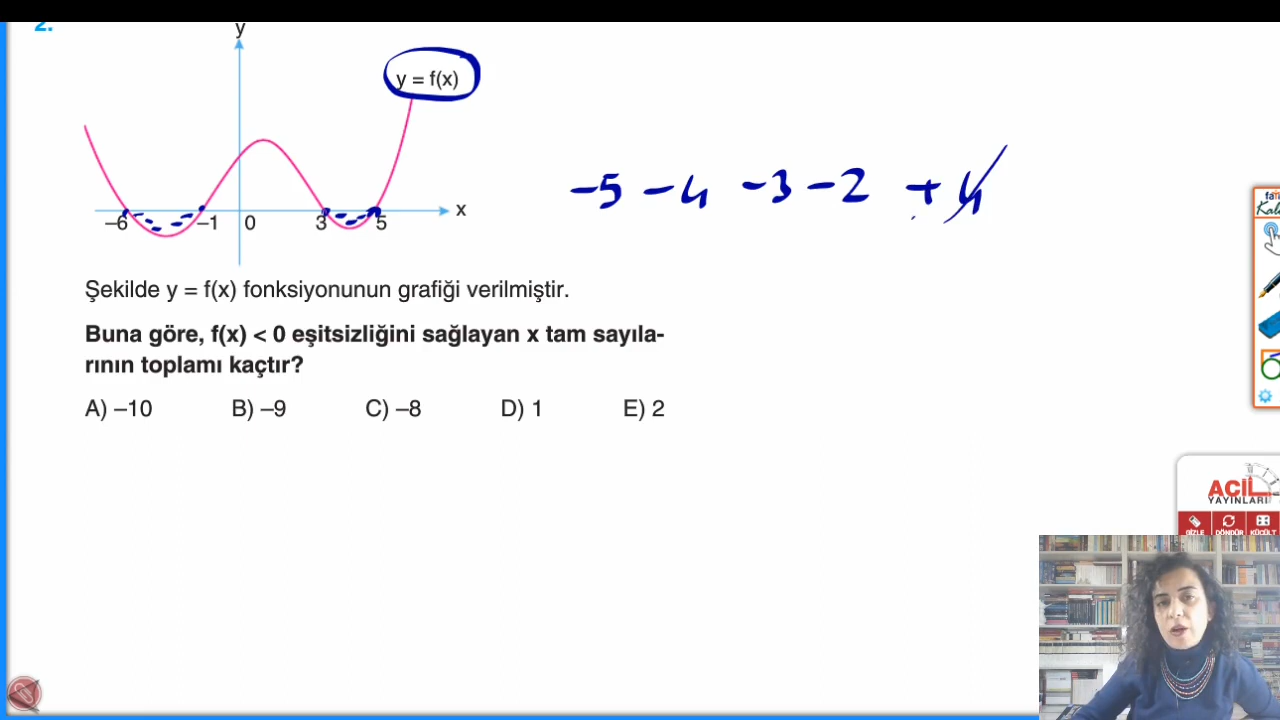 2.
y
y = f(x)
-5 -4 -3 -2 + 4
x
–6 –1 0 3 5
Şekilde y = f(x) fonksiyonunun grafiği verilmiştir.
Buna göre, f(x) < 0 eşitsizliğini sağlayan x tam sayıla-
rının toplamı kaçtır?
A) –10 B) –9 C) –8 D) 1 E) 2
ACİL
YAYINLARI
GİZLE DÖNDÜR KÜÇÜLT